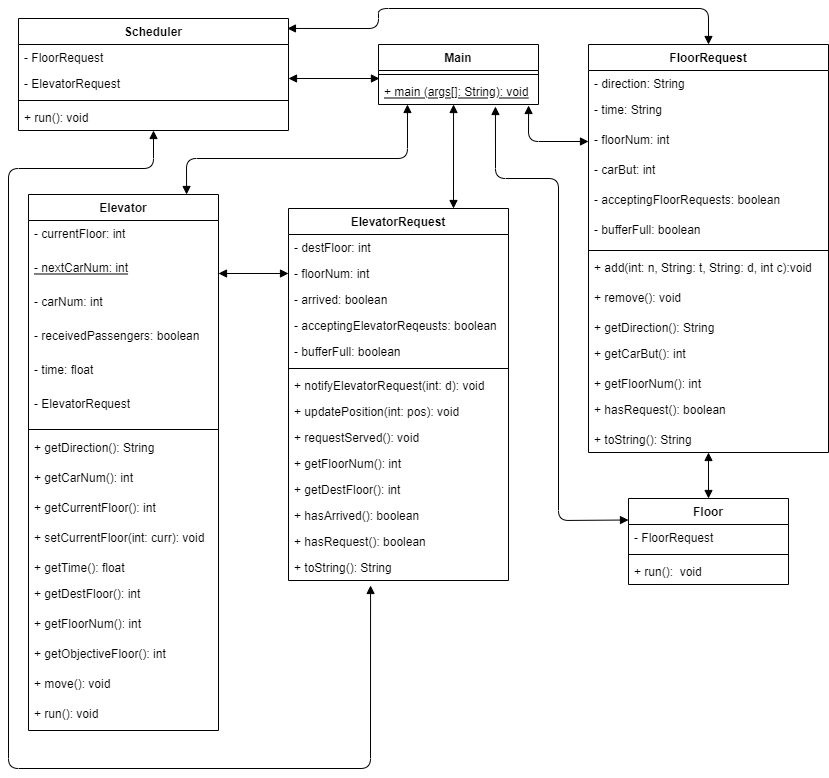 Scheduler
- FloorRequest
- ElevatorRequest
+ run(): void
Main
+ main (args[]: String): void
FloorRequest
- direction: String
- time: String
- floorNum: int
- carBut: int
- acceptingFloorRequests: boolean
- bufferFull: boolean
+ add(int: n, String: t, String: d, int c):void
+ remove(): void
+ getDirection(): String
+ getCarBut(): int
+ getFloorNum(): int
+ hasRequest(): boolean
+ toString(): String
Elevator
- currentFloor: int
- nextCarNum: int
- carNum: int
- receivedPassengers: boolean
- time: float
- ElevatorRequest
+ getDirection(): String
+ getCarNum(): int
+ getCurrentFloor(): int
+ setCurrentFloor(int: curr): void
+ getTime(): float
+ getDestFloor(): int
+ getFloorNum(): int
+ getObjectiveFloor(): int
+ move(): void
+ run(): void
ElevatorRequest
- destFloor: int
- floorNum: int
- arrived: boolean
- acceptingElevatorReqeusts: boolean
- bufferFull: boolean
+ notifyElevatorRequest(int: d): void
+ updatePosition(int: pos): void
+ requestServed(): void
+ getFloorNum(): int
+ getDestFloor(): int
+ hasArrived(): boolean
+ hasRequest(): boolean
+ toString(): String
Floor
- FloorRequest
+ run():  void